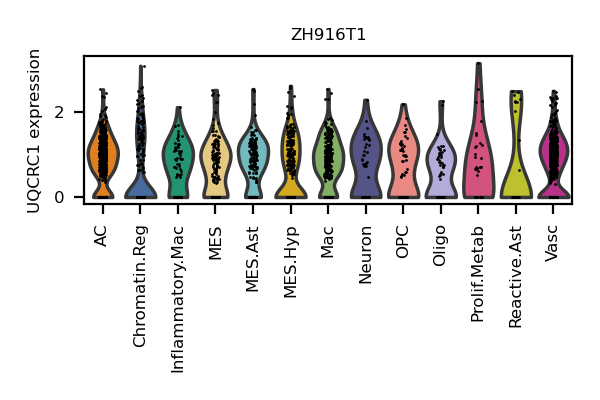 ZH916T1
UQCRC1 expression
2
0
AC
Chromatin.Reg
Inflammatory.Mac
MES
MES.Ast
MES.Hyp
Mac
Neuron
OPC
Oligo
Prolif.Metab
Reactive.Ast
Vasc